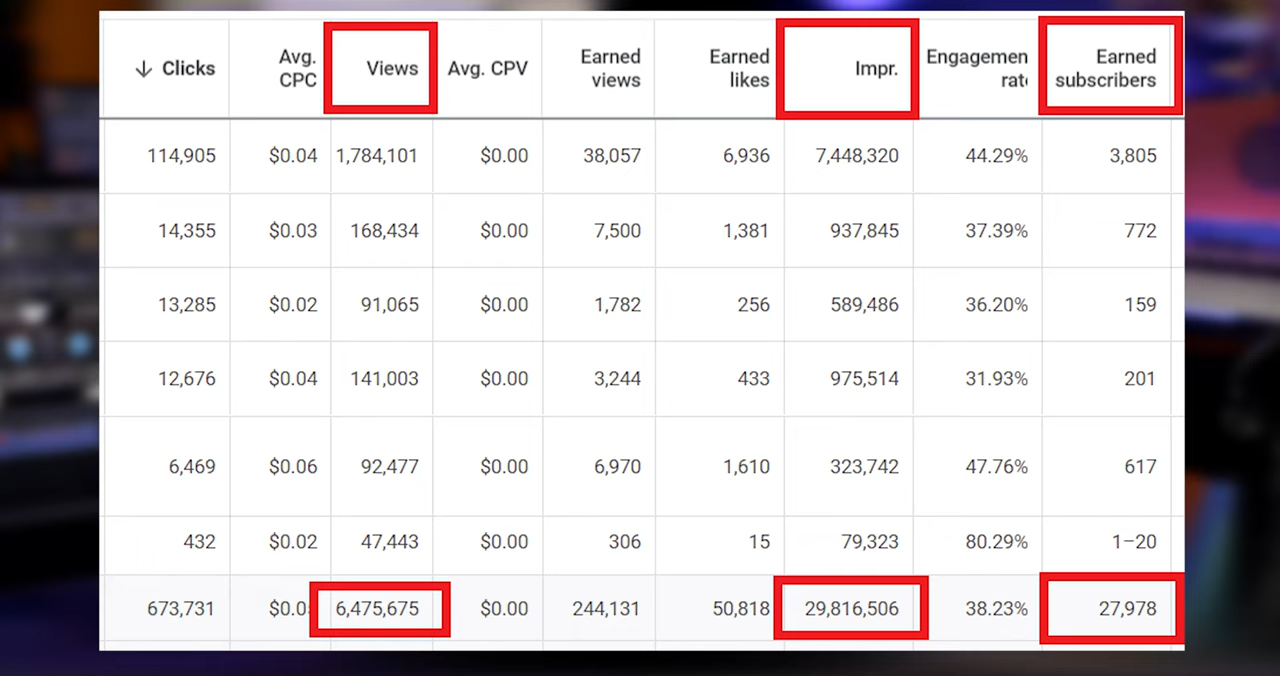 ↓ Clicks Avg. CPC Views Avg. CPV Earned views Earned likes Impr. Engagemen rat Earned subscribers
114,905 $0.04 1,784,101 $0.00 38,057 6,936 7,448,320 44.29% 3,805
14,355 $0.03 168,434 $0.00 7,500 1,381 937,845 37.39% 772
13,285 $0.02 91,065 $0.00 1,782 256 589,486 36.20% 159
12,676 $0.04 141,003 $0.00 3,244 433 975,514 31.93% 201
6,469 $0.06 92,477 $0.00 6,970 1,610 323,742 47.76% 617
432 $0.02 47,443 $0.00 306 15 79,323 80.29% 1–20
673,731 $0.0 6,475,675 $0.00 244,131 50,818 29,816,506 38.23% 27,978